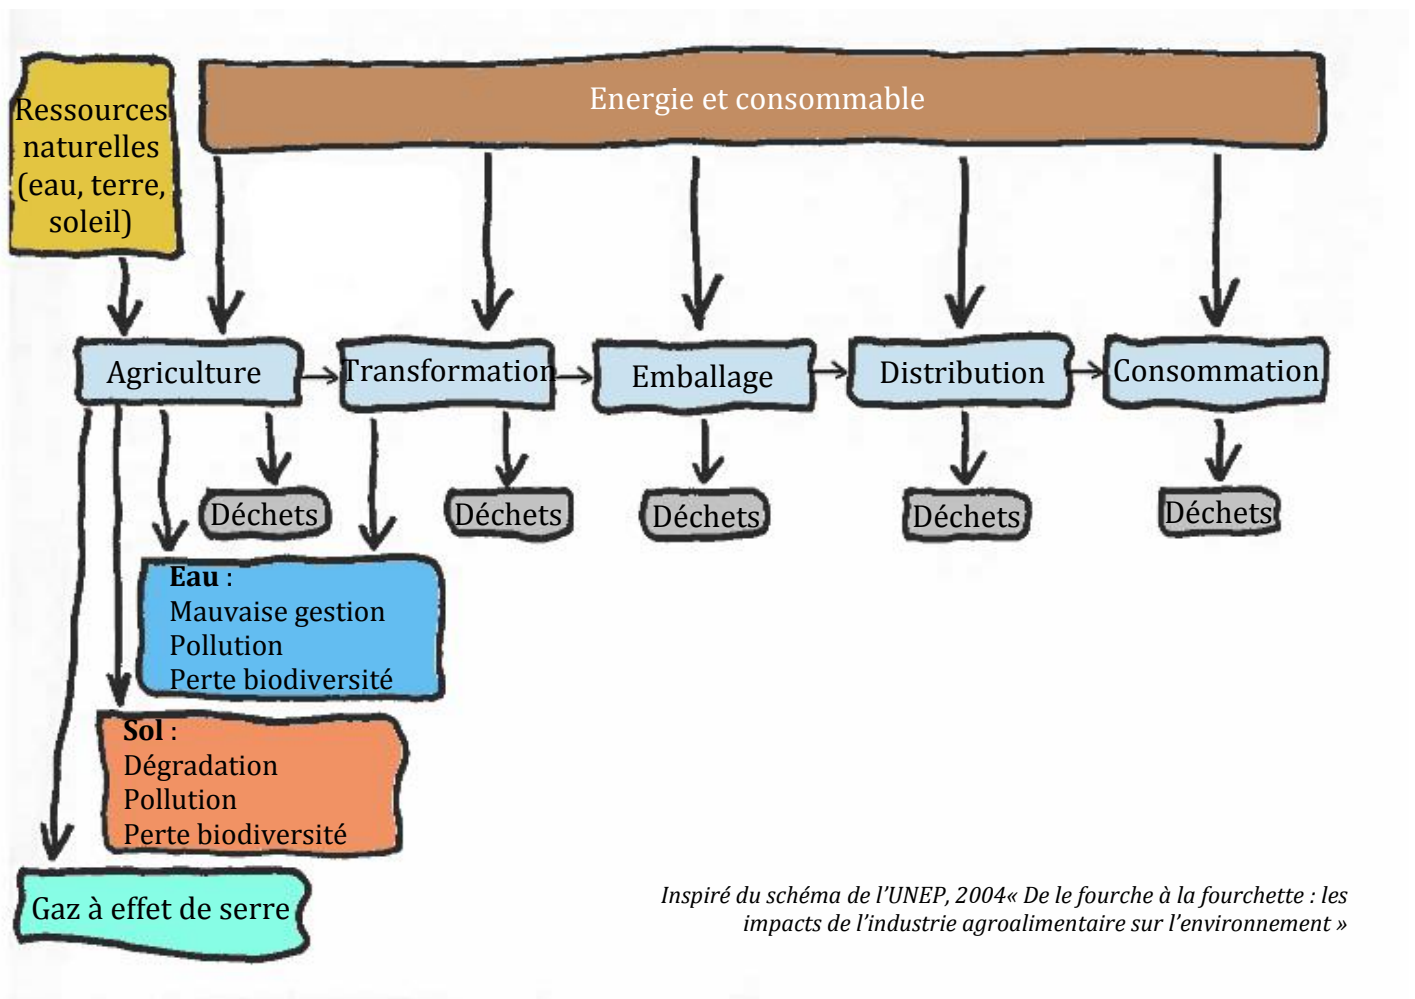 Ressources
naturelles
(eau, terre,
soleil)
Energie et consommable
Agriculture
Transformation
Emballage
Distribution
Consommation
Déchets
Déchets
Déchets
Déchets
Déchets
Eau :
Mauvaise gestion
Pollution
Perte biodiversité
Sol :
Dégradation
Pollution
Perte biodiversité
Gaz à effet de serre
Inspiré du schéma de l’UNEP, 2004« De le fourche à la fourchette : les
impacts de l’industrie agroalimentaire sur l’environnement »